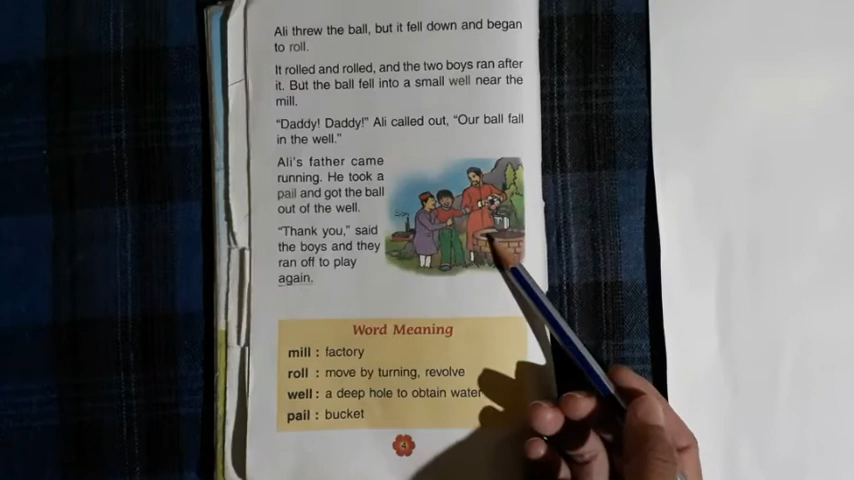 Ali threw the ball, but it fell down and began
to roll.
It rolled and rolled, and the two boys ran after
it. But the ball fell into a small well near the
mill.
“Daddy! Daddy!” Ali called out, “Our ball fall
in the well.”
Ali's father came
running. He took a
pail and got the ball
out of the well.
“Thank you,” said
the boys and they
ran off to play
again.
Word Meaning
mill : factory
roll : move by turning, revolve
well : a deep hole to obtain water
pail : bucket
4